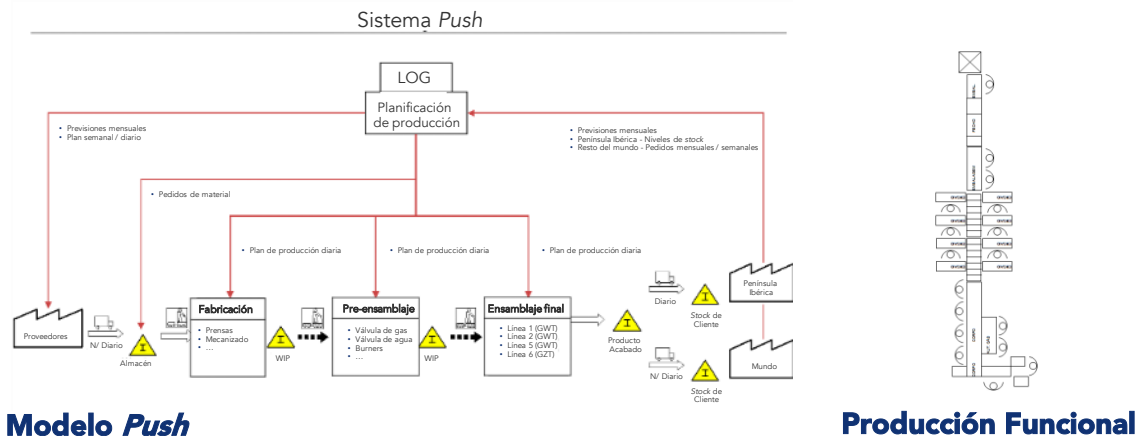 Sistema Push
LOG
Planificación
de producción
• Previsiones mensuales
• Plan semanal / diario
• Previsiones mensuales
• Península Ibérica - Niveles de stock
• Resto del mundo - Pedidos mensuales / semanales
• Pedidos de material
• Plan de producción diaria
• Plan de producción diaria
• Plan de producción diaria
Proveedores
N/ Diario
I
Almacén
Fabricación
• Prensas
• Mecanizado
• ...
I
WIP
Pre-ensamblaje
• Válvula de gas
• Válvula de agua
• Burners
• ...
I
WIP
Ensamblaje final
• Línea 1 (GWT)
• Línea 2 (GWT)
• Línea 5 (GWT)
• Línea 6 (GZT)
I
Producto
Acabado
Diario
I
Stock de
Cliente
Península
Ibérica
N/ Diario
I
Stock de
Cliente
Mundo
Modelo Push
Producción Funcional